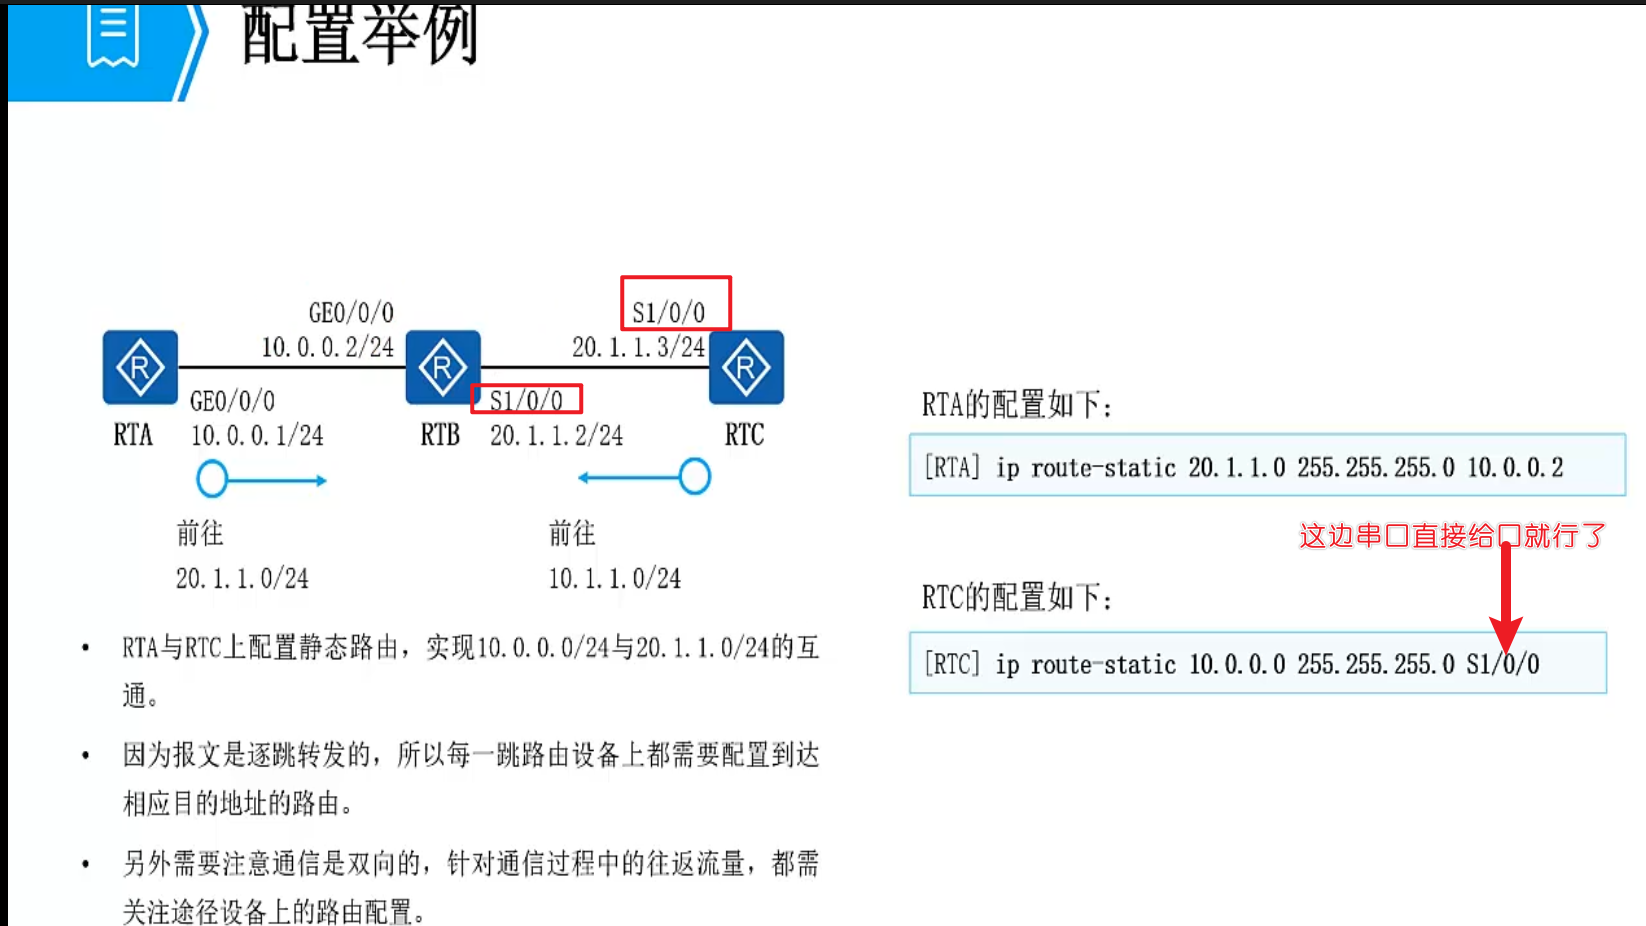 配置举例
S1/0/0
GE0/0/0
10.0.0.2/24
20.1.1.3/24
GE0/0/0
S1/0/0
RTA
10.0.0.1/24
RTB
20.1.1.2/24
RTC
前往
20.1.1.0/24
前往
10.1.1.0/24
• RTA与RTC上配置静态路由，实现10.0.0.0/24与20.1.1.0/24的互
通。
• 因为报文是逐跳转发的，所以每一跳路由设备上都需要配置到达
相应目的地址的路由。
• 另外需要注意通信是双向的，针对通信过程中的往返流量，都需
关注途径设备上的路由配置。
RTA的配置如下：
[RTA] ip route-static 20.1.1.0 255.255.255.0 10.0.0.2
这边串口直接给口就行了
RTC的配置如下：
[RTC] ip route-static 10.0.0.0 255.255.255.0 S1/0/0
R
R
R